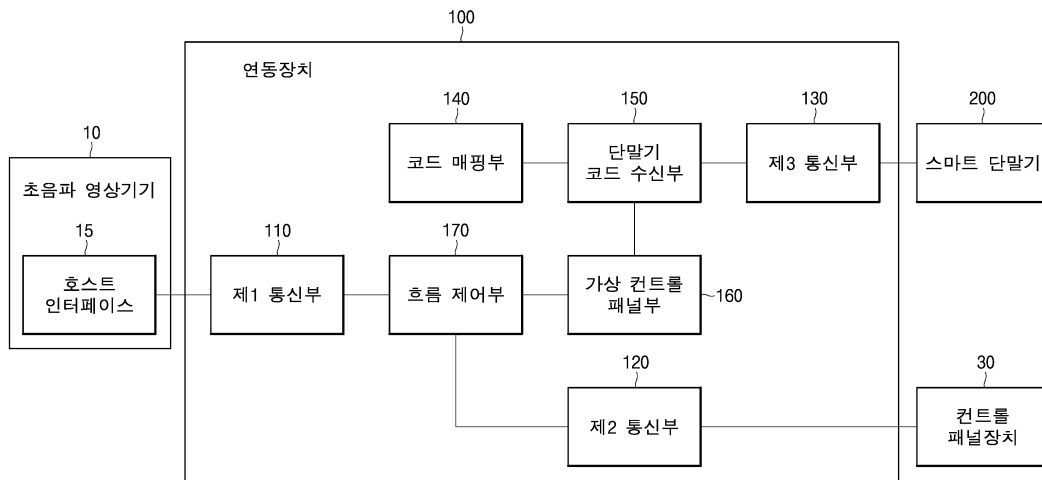 100
연동장치
140
150
130
200
10
코드 매핑부
단말기
코드 수신부
제3 통신부
스마트 단말기
초음파 영상기기
15
110
170
호스트
인터페이스
제1 통신부
흐름 제어부
가상 컨트롤
패널부
160
120
30
제2 통신부
컨트롤
패널장치